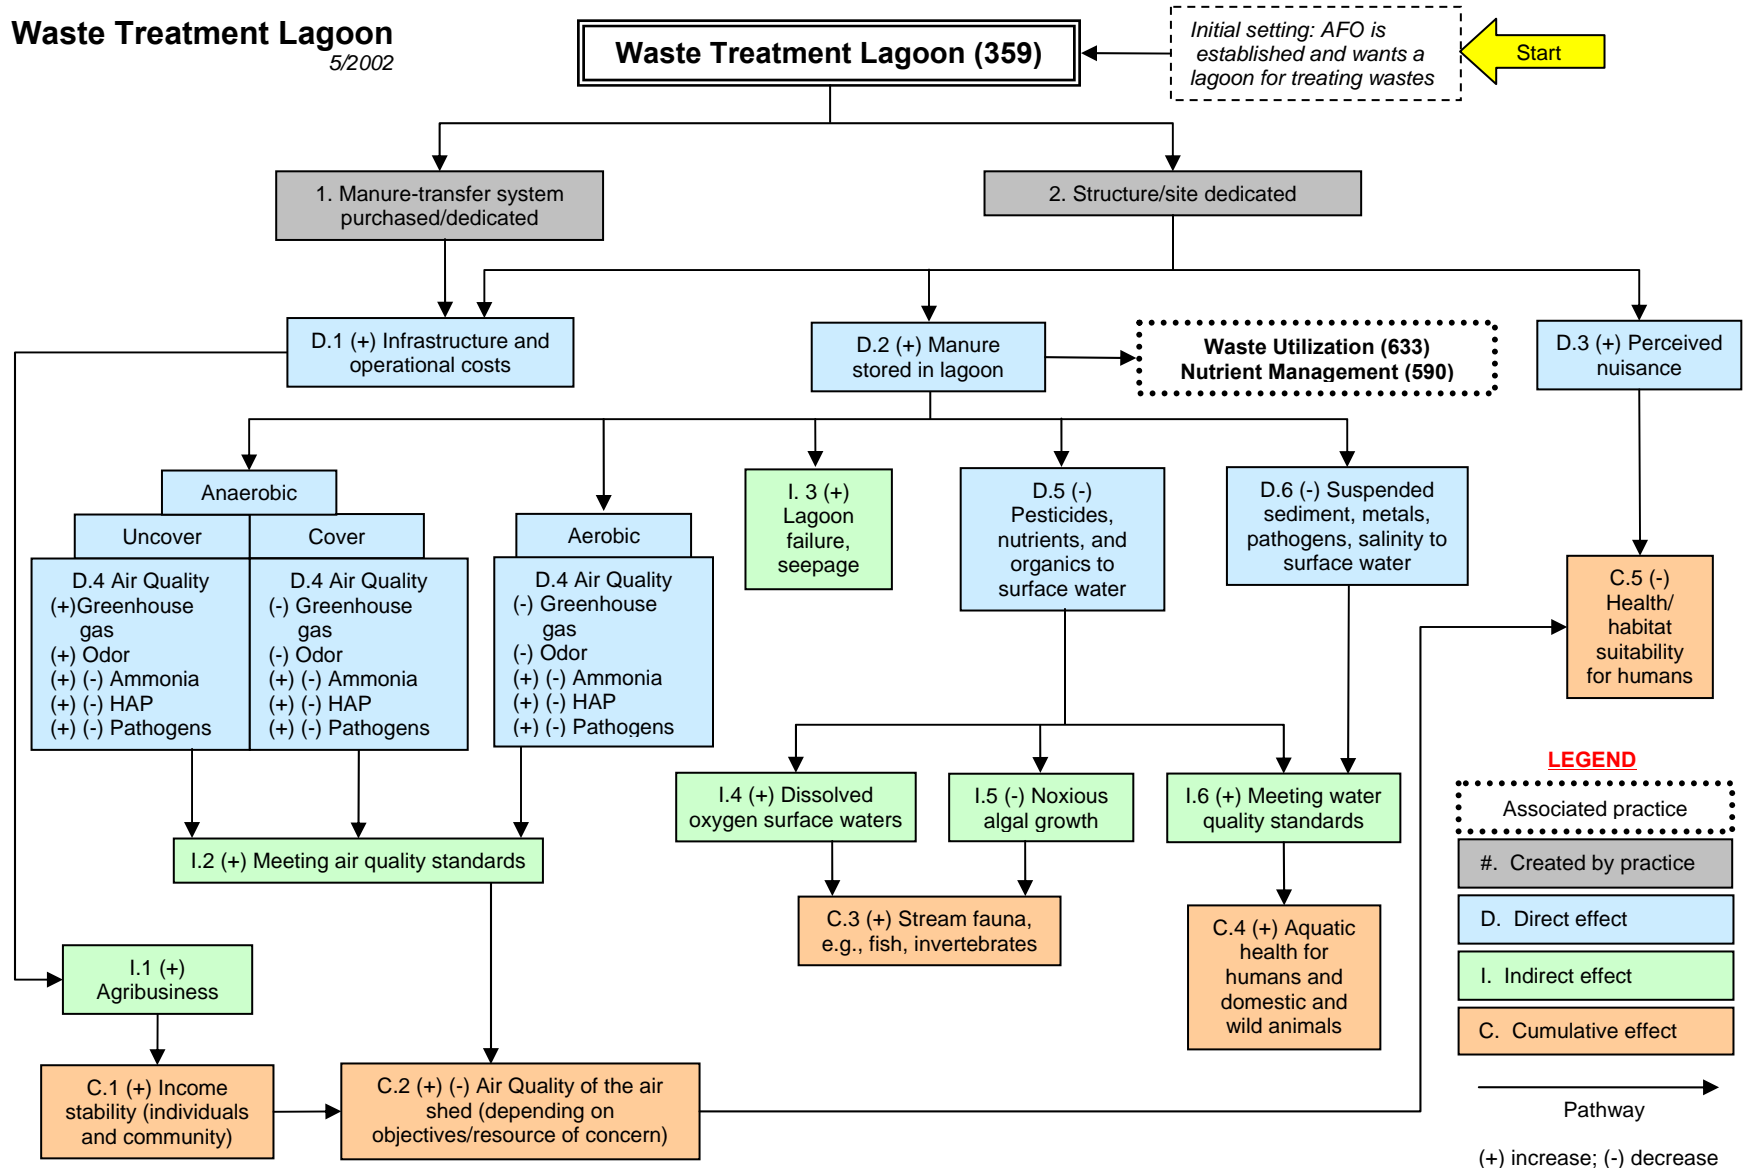 Waste Treatment Lagoon
5/2002
Waste Treatment Lagoon (359)
Initial setting: AFO is
established and wants a
lagoon for treating wastes
Start
1. Manure-transfer system
purchased/dedicated
2. Structure/site dedicated
D.1 (+) Infrastructure and
operational costs
D.2 (+) Manure
stored in lagoon
Waste Utilization (633)
Nutrient Management (590)
D.3 (+) Perceived
nuisance
Anaerobic
Uncover
Cover
D.4 Air Quality
(+)Greenhouse
gas
(+) Odor
(+) (-) Ammonia
(+) (-) HAP
(+) (-) Pathogens
D.4 Air Quality
(-) Greenhouse
gas
(-) Odor
(+) (-) Ammonia
(+) (-) HAP
(+) (-) Pathogens
Aerobic
D.4 Air Quality
(-) Greenhouse
gas
(-) Odor
(+) (-) Ammonia
(+) (-) HAP
(+) (-) Pathogens
I. 3 (+)
Lagoon
failure,
seepage
D.5 (-)
Pesticides,
nutrients, and
organics to
surface water
D.6 (-) Suspended
sediment, metals,
pathogens, salinity to
surface water
C.5 (-)
Health/
habitat
suitability
for humans
I.4 (+) Dissolved
oxygen surface waters
I.5 (-) Noxious
algal growth
I.6 (+) Meeting water
quality standards
I.2 (+) Meeting air quality standards
C.3 (+) Stream fauna,
e.g., fish, invertebrates
C.4 (+) Aquatic
health for
humans and
domestic and
wild animals
I.1 (+)
Agribusiness
C.1 (+) Income
stability (individuals
and community)
C.2 (+) (-) Air Quality of the air
shed (depending on
objectives/resource of concern)
LEGEND
Associated practice
#. Created by practice
D. Direct effect
I. Indirect effect
C. Cumulative effect
Pathway
(+) increase; (-) decrease